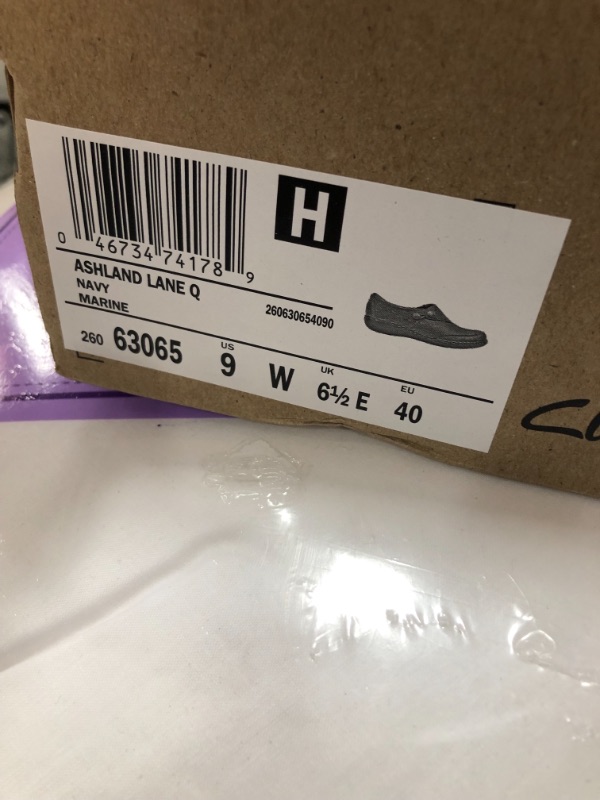 H
0 46734 74178 9
ASHLAND LANE Q
NAVY
MARINE
260630654090
260 63065 US 9 W UK 6½ E EU 40